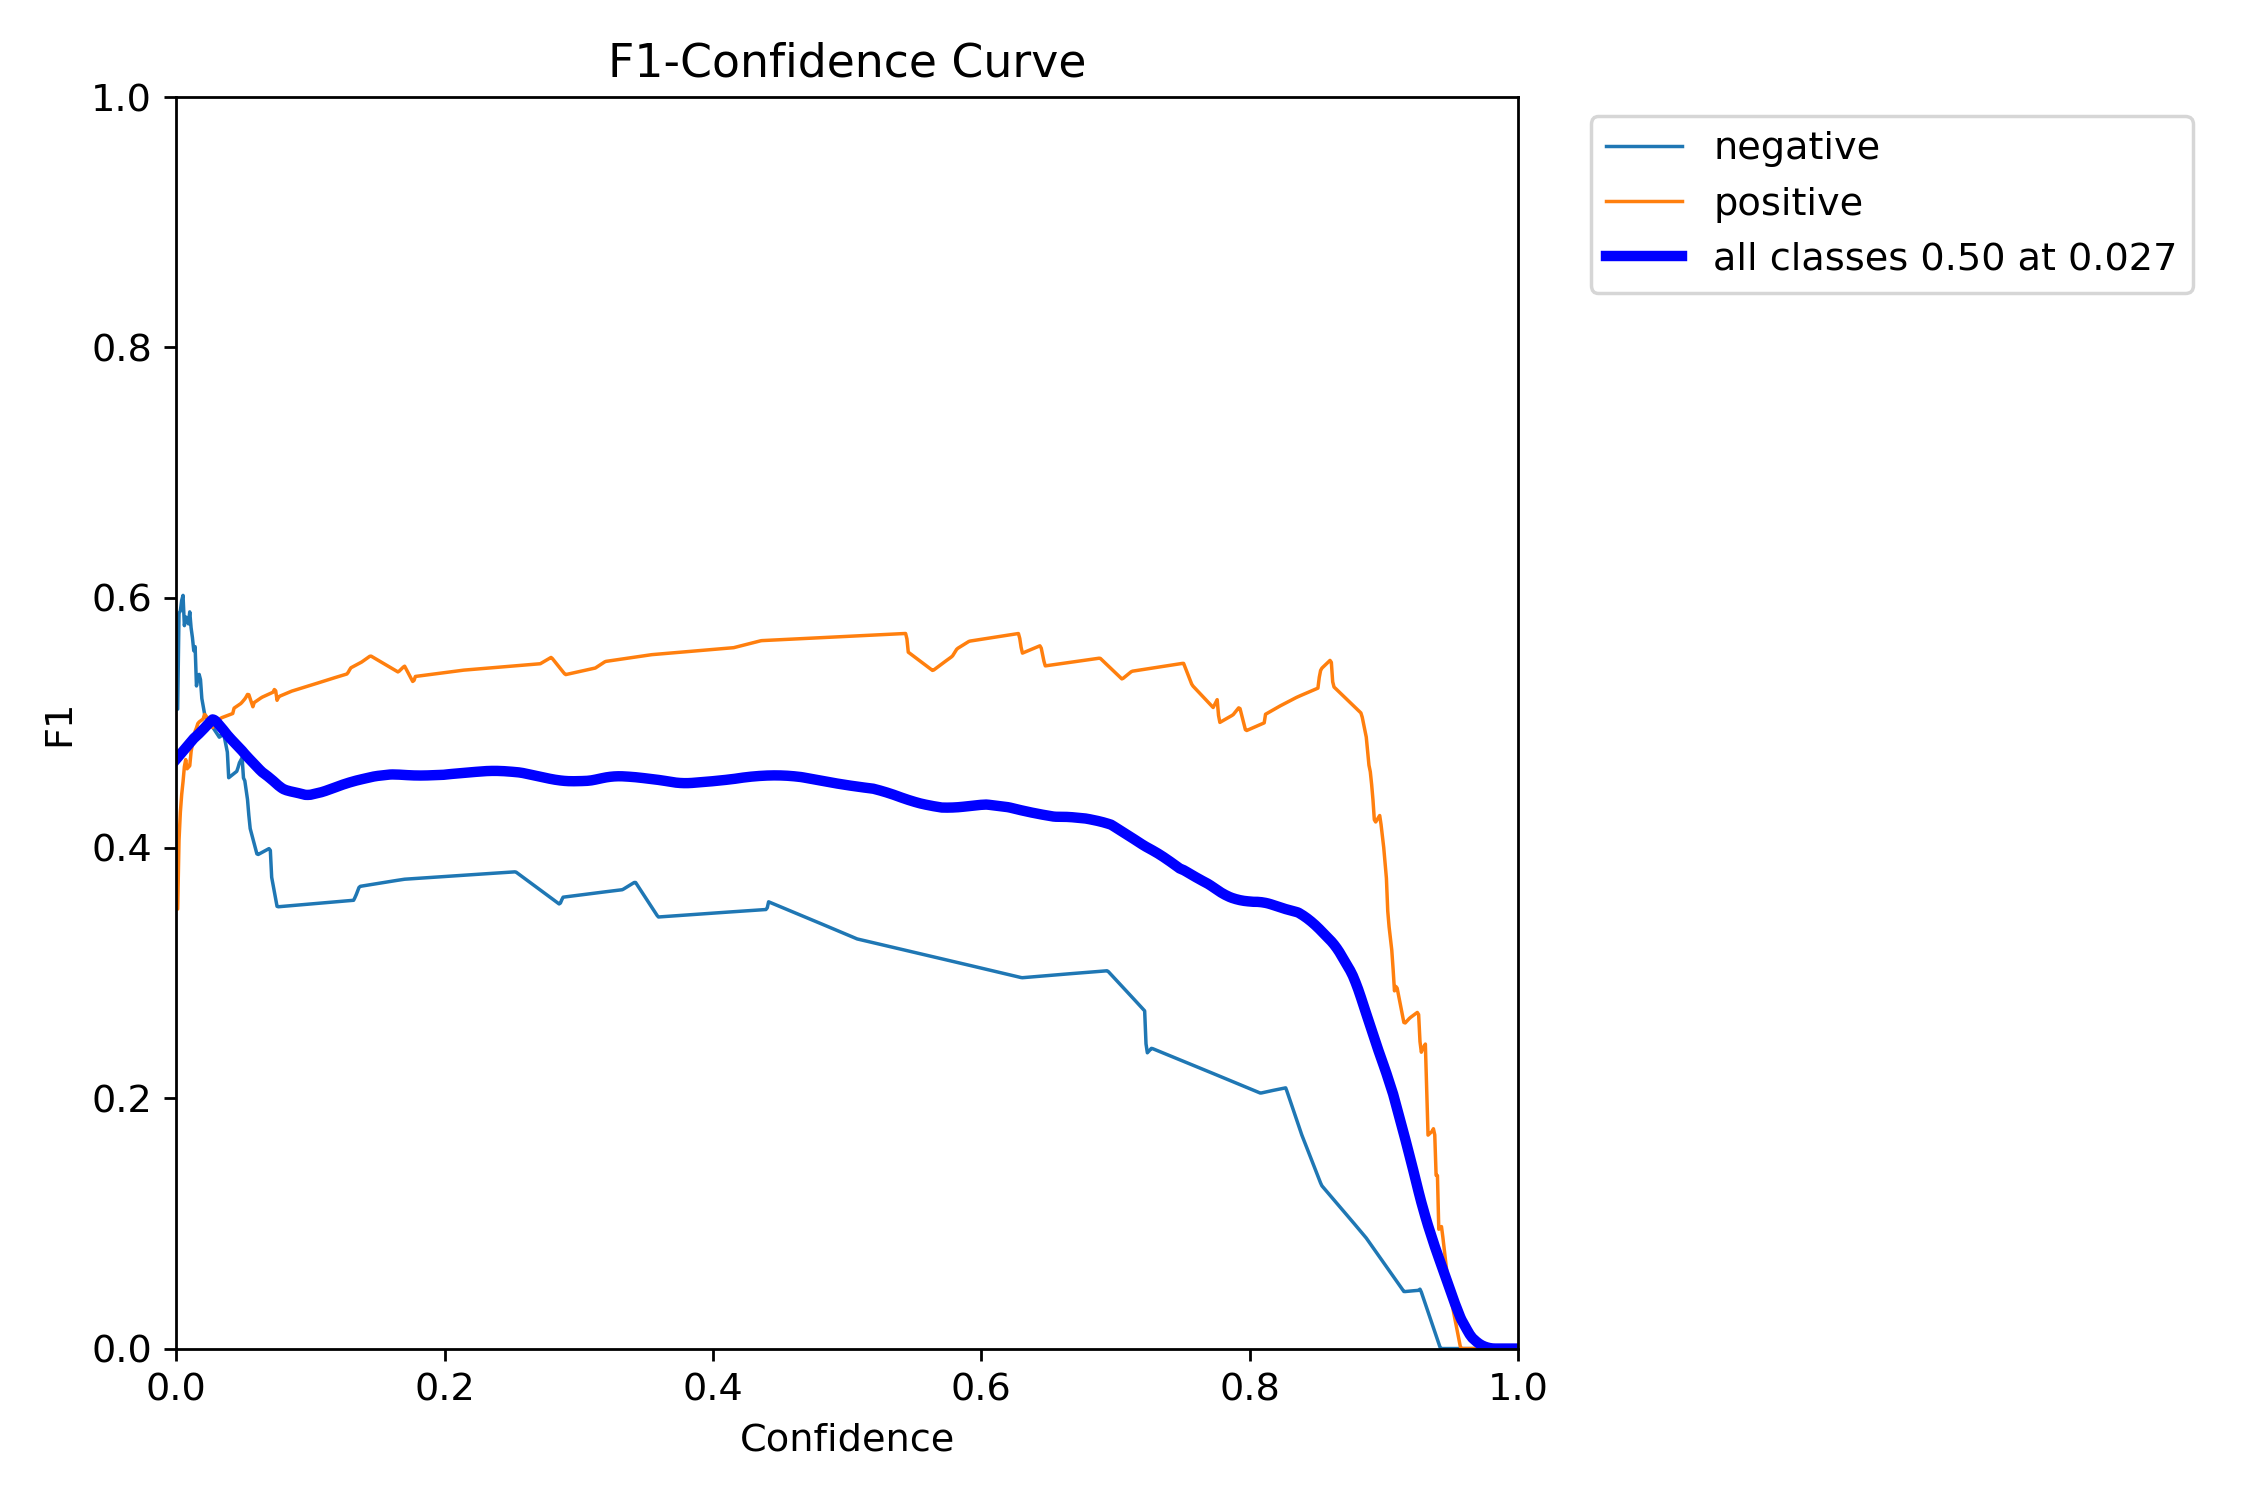 F1-Confidence Curve
1.0
0.8
0.6
0.4
0.2
0.0
F1
0.0 0.2 0.4 0.6 0.8 1.0
Confidence
negative
positive
all classes 0.50 at 0.027